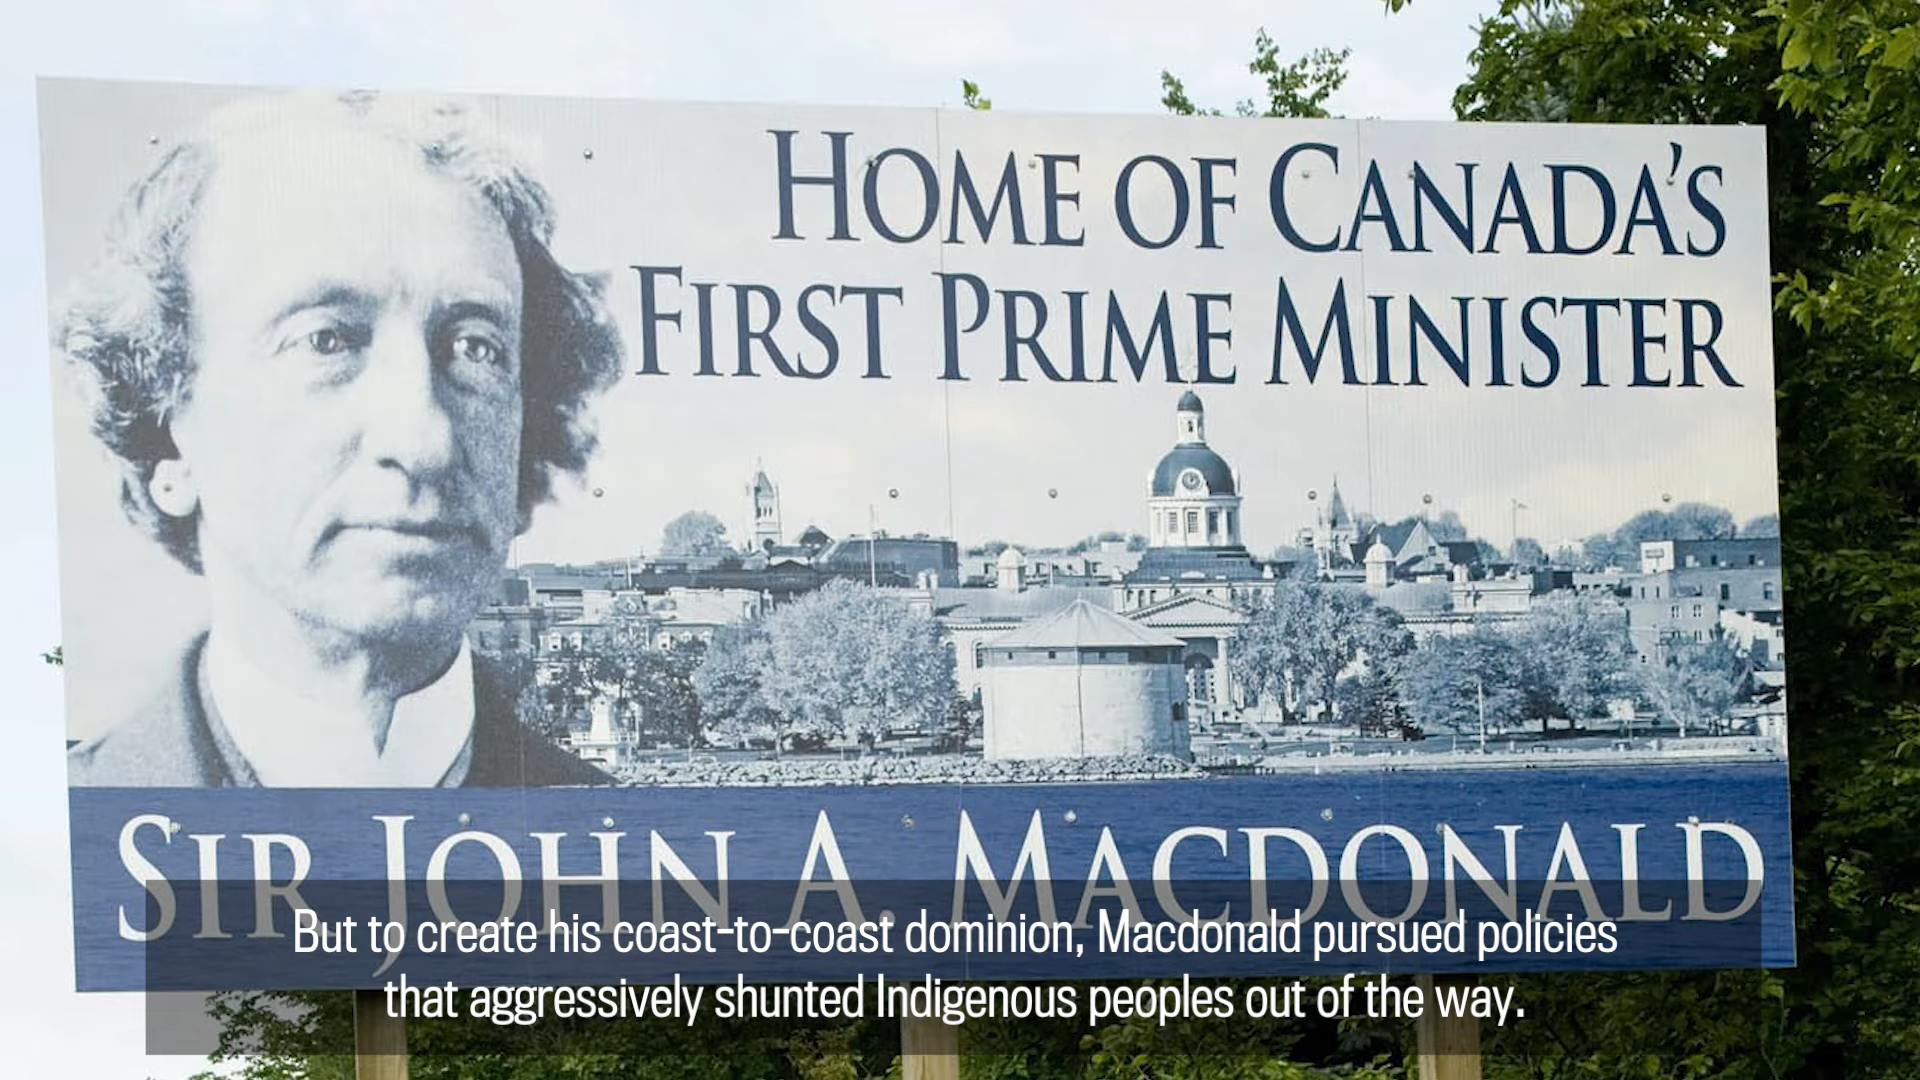 HOME OF CANADA'S
FIRST PRIME MINISTER
SIR JOHN A. MACDONALD
But to create his coast-to-coast dominion, Macdonald pursued policies
that aggressively shunted Indigenous peoples out of the way.